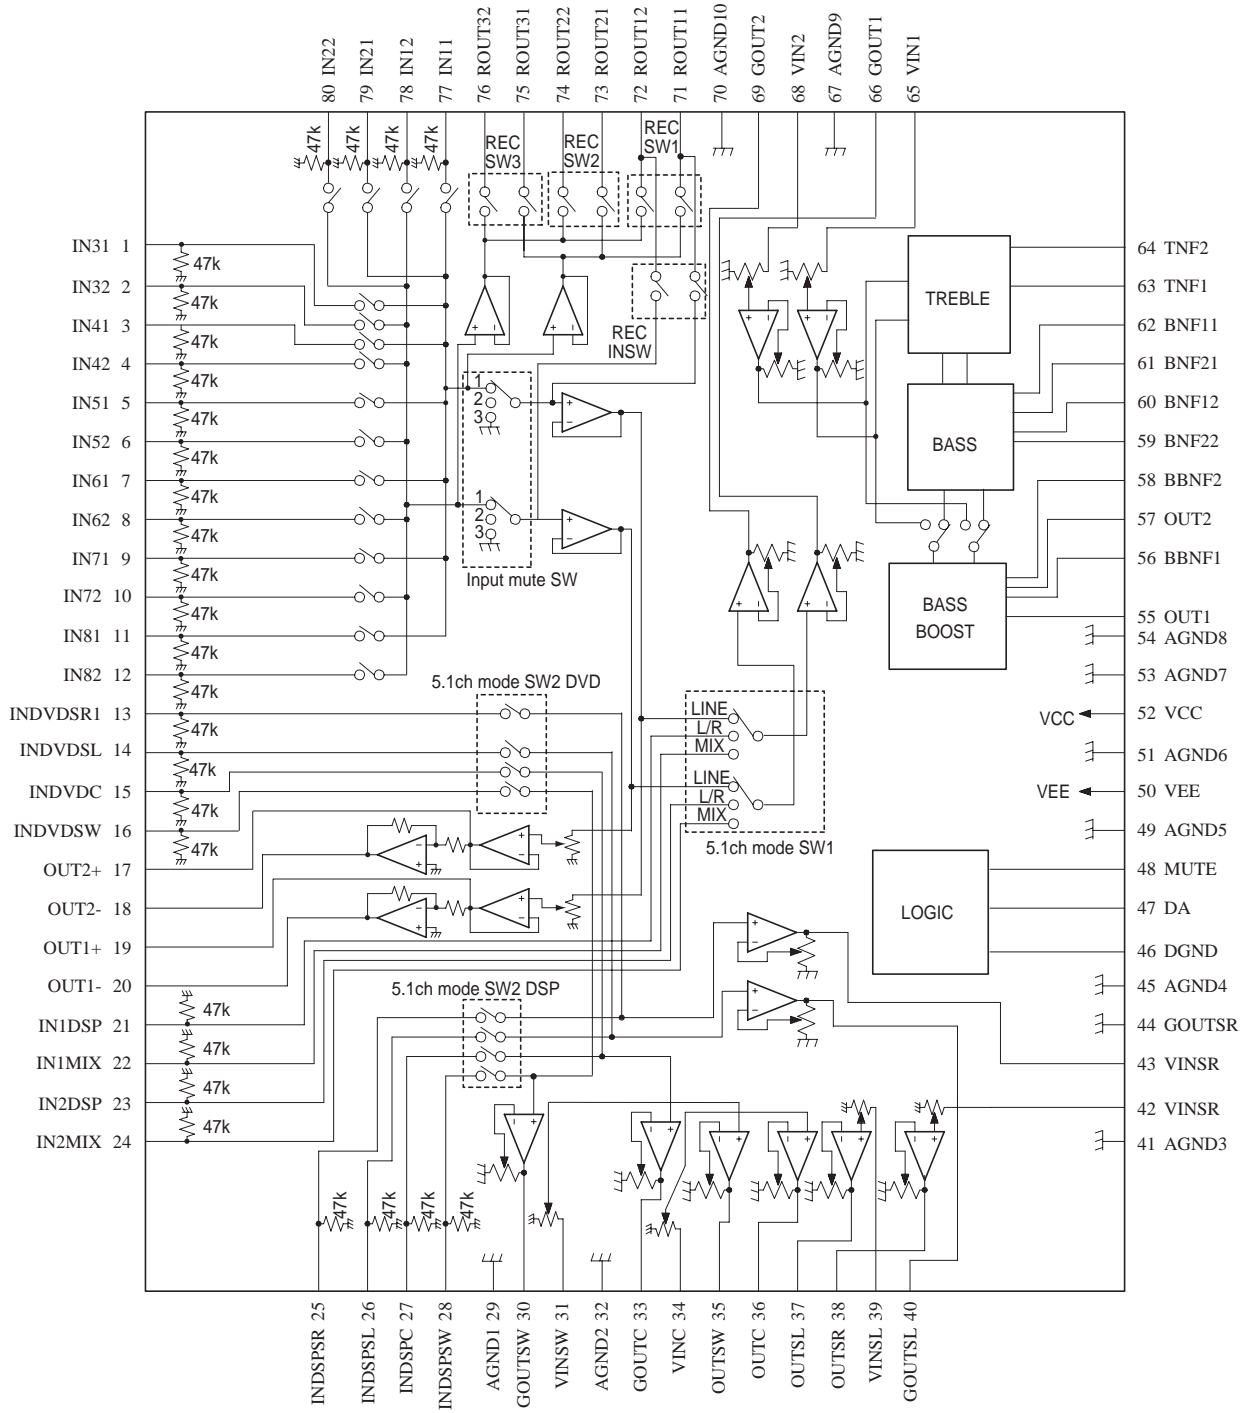 80 IN22
79 IN21
78 IN12
77 IN11
76 ROUT32
75 ROUT31
74 ROUT22
73 ROUT21
72 ROUT12
71 ROUT11
70 AGND10
69 GOUT2
68 VIN2
67 AGND9
66 GOUT1
65 VIN1
47k
47k
47k
47k
REC
SW3
REC
SW2
REC
SW1
IN31 1
47k
IN32 2
47k
IN41 3
47k
IN42 4
47k
IN51 5
47k
IN52 6
47k
IN61 7
47k
IN62 8
47k
IN71 9
47k
IN72 10
47k
IN81 11
47k
IN82 12
47k
INDVDSR1 13
47k
INDVDSL 14
47k
INDVDC 15
47k
INDVDSW 16
47k
OUT2+ 17
OUT2- 18
OUT1+ 19
OUT1- 20
47k
IN1DSP 21
47k
IN1MIX 22
47k
IN2DSP 23
47k
IN2MIX 24
REC
INSW
1
2
3
1
2
3
Input mute SW
5.1ch mode SW2 DVD
LINE
L/R
MIX
LINE
L/R
MIX
5.1ch mode SW1
5.1ch mode SW2 DSP
TREBLE
BASS
BASS
BOOST
LOGIC
VCC
VEE
64 TNF2
63 TNF1
62 BNF11
61 BNF21
60 BNF12
59 BNF22
58 BBNF2
57 OUT2
56 BBNF1
55 OUT1
54 AGND8
53 AGND7
52 VCC
51 AGND6
50 VEE
49 AGND5
48 MUTE
47 DA
46 DGND
45 AGND4
44 GOUTSR
43 VINSR
42 VINSR
41 AGND3
47k
47k
47k
47k
INDSPSR 25
INDSPSL 26
INDSPC 27
INDSPSW 28
AGND1 29
GOUTSW 30
VINSW 31
AGND2 32
GOUTC 33
VINC 34
OUTSW 35
OUTC 36
OUTSL 37
OUTSR 38
VINSL 39
GOUTSL 40